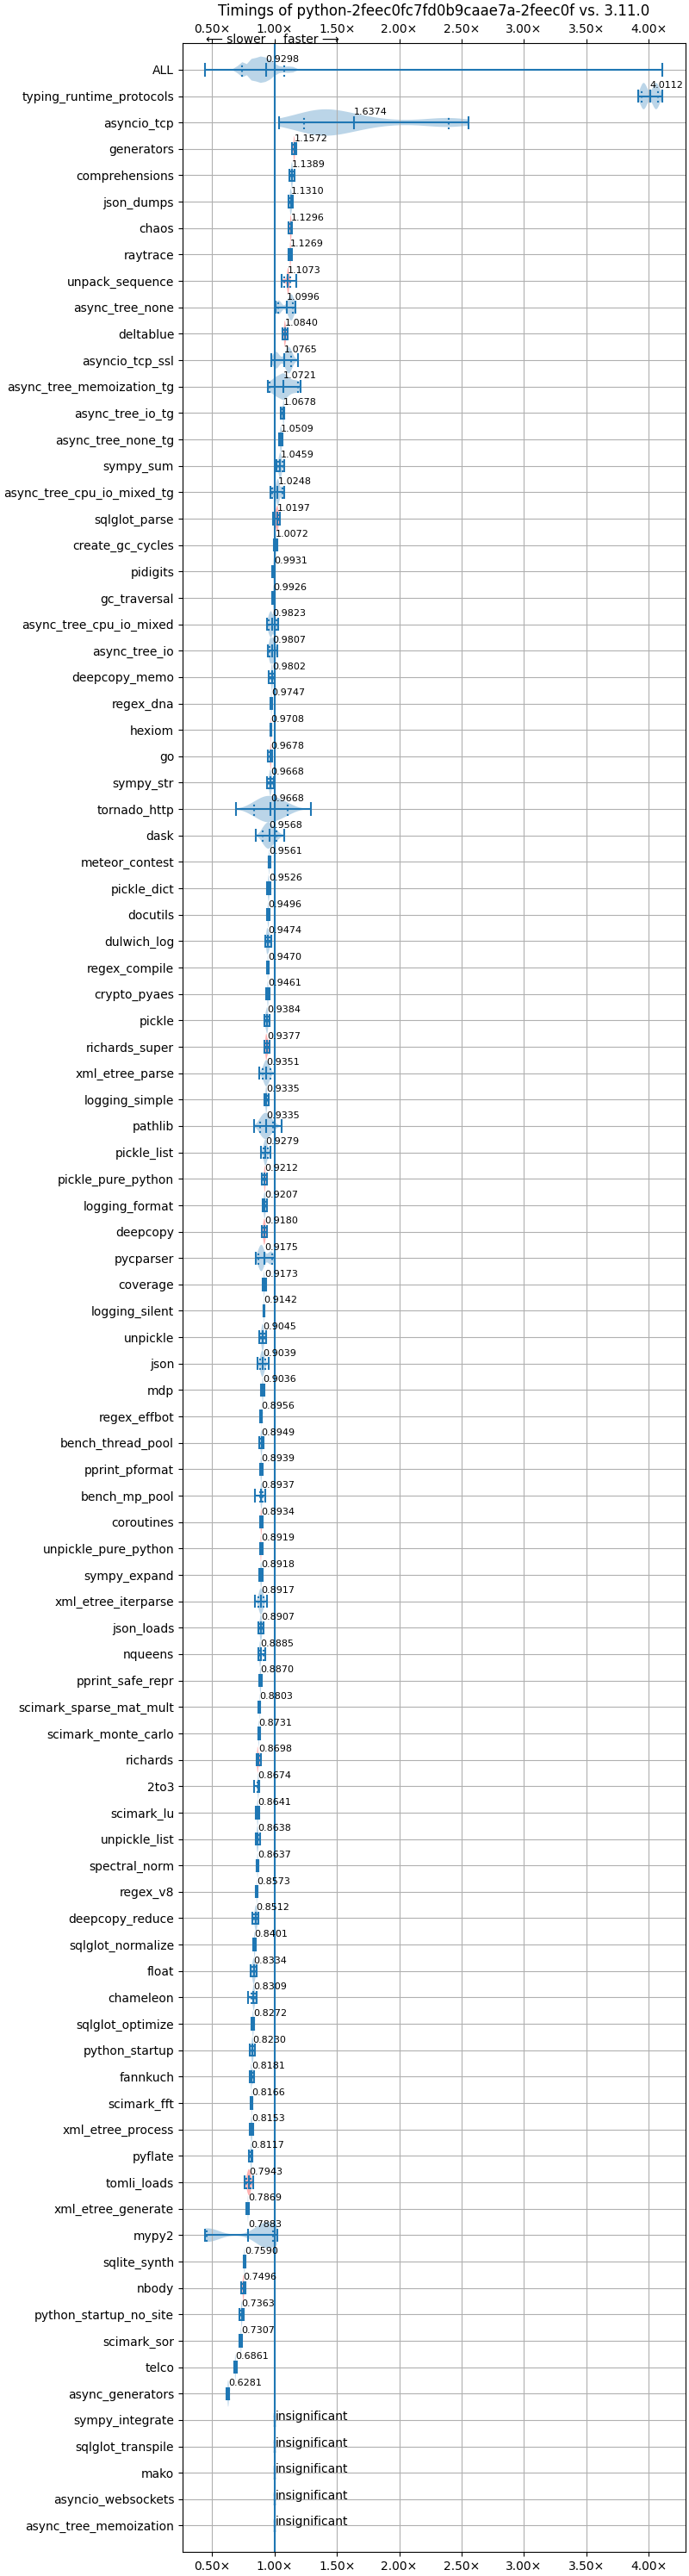 Timings of python-2feec0fc7fd0b9caae7a-2feec0f vs. 3.11.0
0.50× 1.00× 1.50× 2.00× 2.50× 3.00× 3.50× 4.00×
⟵ slower faster ⟶
ALL 0.9298
typing_runtime_protocols 4.0112
asyncio_tcp 1.6374
generators 1.1572
comprehensions 1.1389
json_dumps 1.1310
chaos 1.1296
raytrace 1.1269
unpack_sequence 1.1073
async_tree_none 1.0996
deltablue 1.0840
asyncio_tcp_ssl 1.0765
async_tree_memoization_tg 1.0721
async_tree_io_tg 1.0678
async_tree_none_tg 1.0509
sympy_sum 1.0459
async_tree_cpu_io_mixed_tg 1.0248
sqlglot_parse 1.0197
create_gc_cycles 1.0072
pidigits 0.9931
gc_traversal 0.9926
async_tree_cpu_io_mixed 0.9823
async_tree_io 0.9807
deepcopy_memo 0.9802
regex_dna 0.9747
hexiom 0.9708
go 0.9678
sympy_str 0.9668
tornado_http 0.9668
dask 0.9568
meteor_contest 0.9561
pickle_dict 0.9526
docutils 0.9496
dulwich_log 0.9474
regex_compile 0.9470
crypto_pyaes 0.9461
pickle 0.9384
richards_super 0.9377
xml_etree_parse 0.9351
logging_simple 0.9335
pathlib 0.9335
pickle_list 0.9279
pickle_pure_python 0.9212
logging_format 0.9207
deepcopy 0.9180
pycparser 0.9175
coverage 0.9173
logging_silent 0.9142
unpickle 0.9045
json 0.9039
mdp 0.9036
regex_effbot 0.8956
bench_thread_pool 0.8949
pprint_pformat 0.8939
bench_mp_pool 0.8937
coroutines 0.8934
unpickle_pure_python 0.8919
sympy_expand 0.8918
xml_etree_iterparse 0.8917
json_loads 0.8907
nqueens 0.8885
pprint_safe_repr 0.8870
scimark_sparse_mat_mult 0.8803
scimark_monte_carlo 0.8731
richards 0.8698
2to3 0.8674
scimark_lu 0.8641
unpickle_list 0.8638
spectral_norm 0.8637
regex_v8 0.8573
deepcopy_reduce 0.8512
sqlglot_normalize 0.8401
float 0.8334
chameleon 0.8309
sqlglot_optimize 0.8272
python_startup 0.8230
fannkuch 0.8181
scimark_fft 0.8166
xml_etree_process 0.8153
pyflate 0.8117
tomli_loads 0.7943
xml_etree_generate 0.7869
mypy2 0.7883
sqlite_synth 0.7590
nbody 0.7496
python_startup_no_site 0.7363
scimark_sor 0.7307
telco 0.6861
async_generators 0.6281
sympy_integrate insignificant
sqlglot_transpile insignificant
mako insignificant
asyncio_websockets insignificant
async_tree_memoization insignificant
0.50× 1.00× 1.50× 2.00× 2.50× 3.00× 3.50× 4.00×